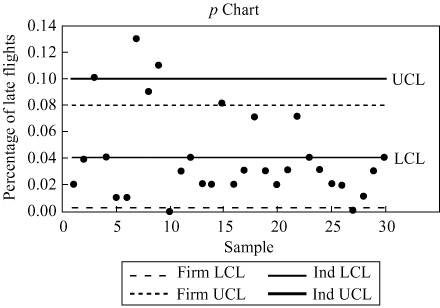 p Chart
Percentage of late flights
0.14
0.12
0.10
0.08
0.06
0.04
0.02
0.00
UCL
LCL
0 5 10 15 20 25 30
Sample
Firm LCL Ind LCL
Firm UCL Ind UCL